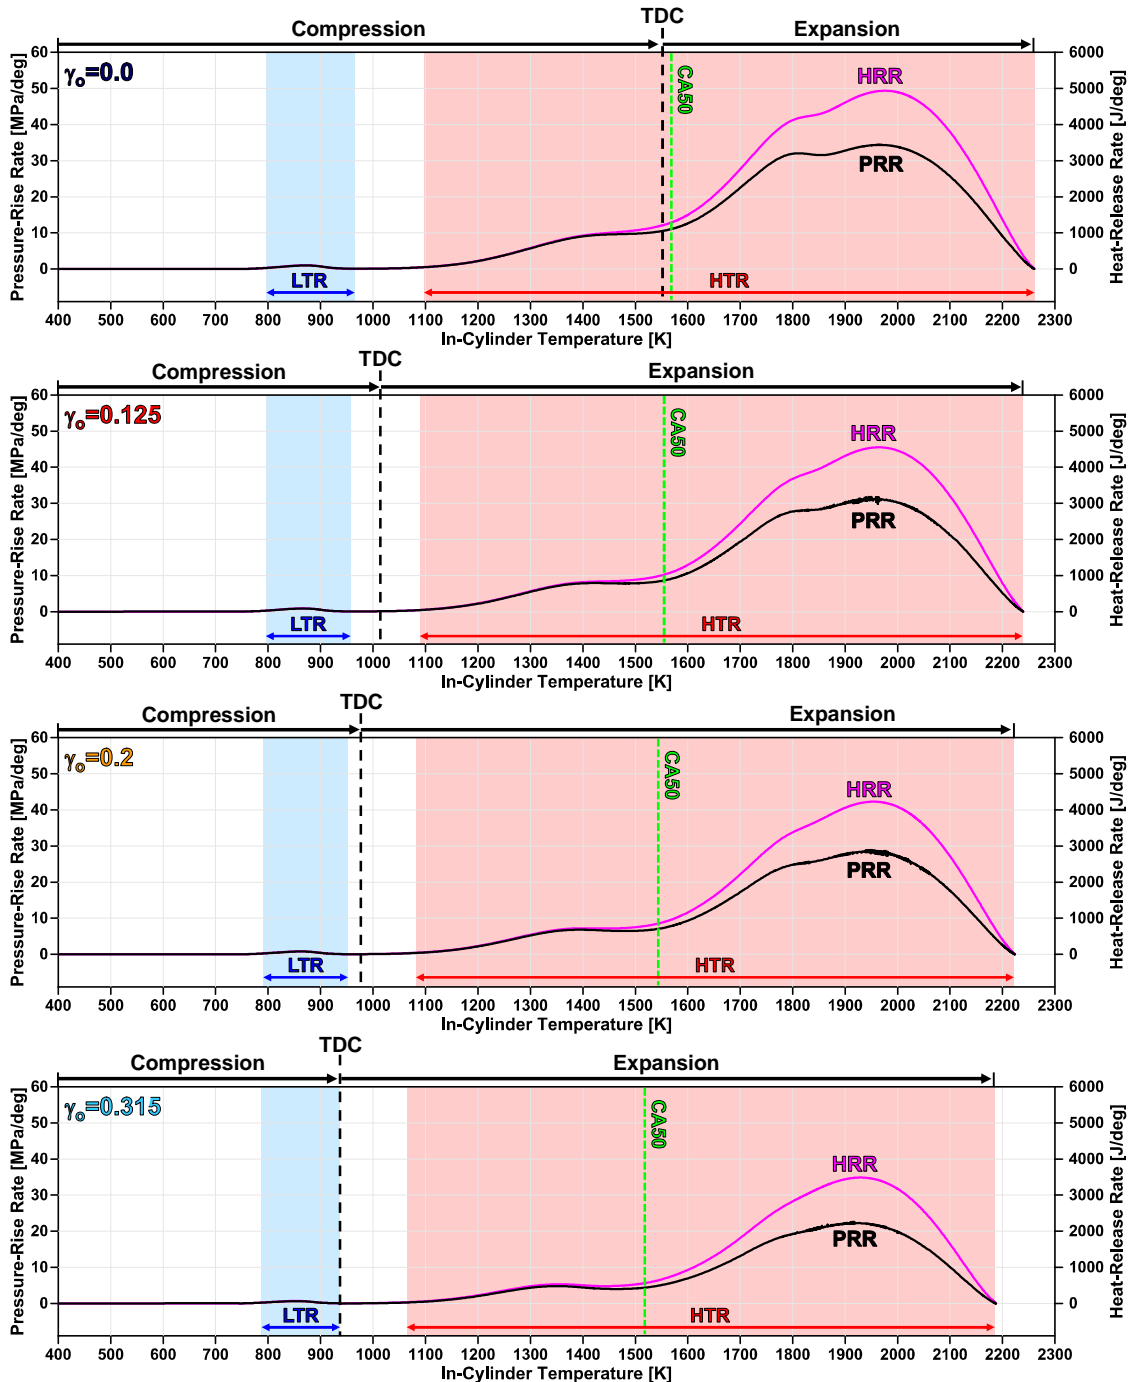 TDC
Compression Expansion
γo=0.0
CA50
HRR
PRR
LTR HTR
Pressure-Rise Rate [MPa/deg]
60
50
40
30
20
10
0
Heat-Release Rate [J/deg]
6000
5000
4000
3000
2000
1000
0
400 500 600 700 800 900 1000 1100 1200 1300 1400 1500 1600 1700 1800 1900 2000 2100 2200 2300
In-Cylinder Temperature [K]
TDC
Compression Expansion
γo=0.125
CA50
HRR
PRR
LTR HTR
Pressure-Rise Rate [MPa/deg]
60
50
40
30
20
10
0
Heat-Release Rate [J/deg]
6000
5000
4000
3000
2000
1000
0
400 500 600 700 800 900 1000 1100 1200 1300 1400 1500 1600 1700 1800 1900 2000 2100 2200 2300
In-Cylinder Temperature [K]
TDC
Compression Expansion
γo=0.2
CA50
HRR
PRR
LTR HTR
Pressure-Rise Rate [MPa/deg]
60
50
40
30
20
10
0
Heat-Release Rate [J/deg]
6000
5000
4000
3000
2000
1000
0
400 500 600 700 800 900 1000 1100 1200 1300 1400 1500 1600 1700 1800 1900 2000 2100 2200 2300
In-Cylinder Temperature [K]
TDC
Compression Expansion
γo=0.315
CA50
HRR
PRR
LTR HTR
Pressure-Rise Rate [MPa/deg]
60
50
40
30
20
10
0
Heat-Release Rate [J/deg]
6000
5000
4000
3000
2000
1000
0
400 500 600 700 800 900 1000 1100 1200 1300 1400 1500 1600 1700 1800 1900 2000 2100 2200 2300
In-Cylinder Temperature [K]